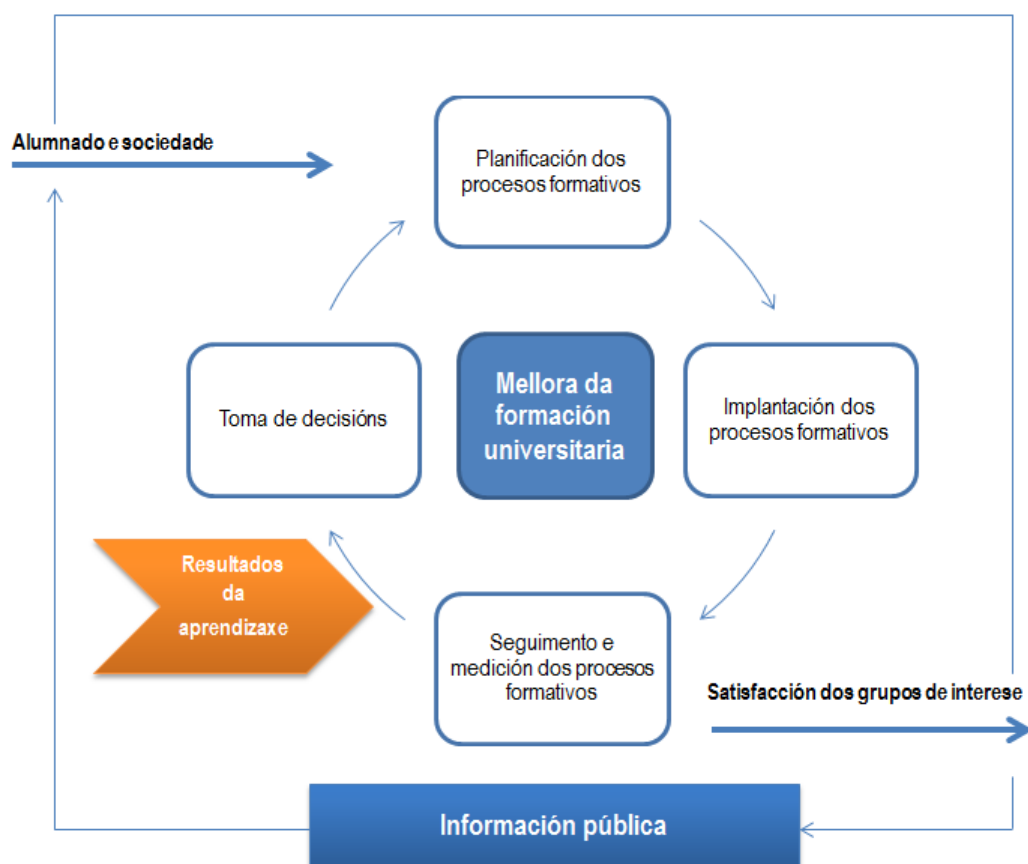 Alumnado e sociedade
Planificación dos
procesos formativos
Toma de decisións
Mellora da
formación
universitaria
Implantación dos
procesos formativos
Resultados
da
aprendizaxe
Seguimento e
medición dos procesos
formativos
Satisfacción dos grupos de interese
Información pública